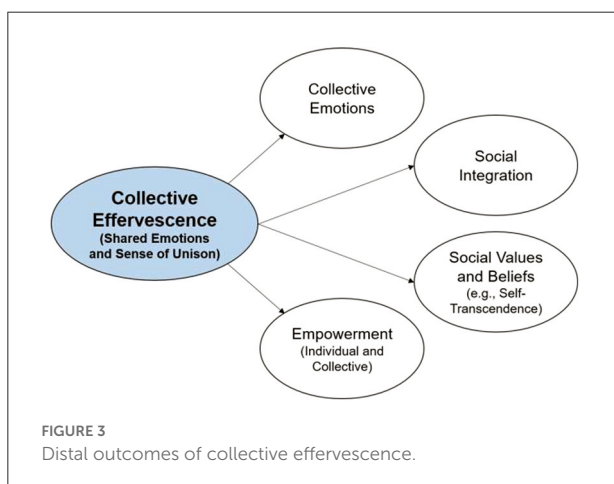 Collective
Emotions
Social
Integration
Collective
Effervescence
(Shared Emotions
and Sense of Unison)
Social Values
and Beliefs
(e.g., Self-
Transcendence)
Empowerment
(Individual and
Collective)
FIGURE 3
Distal outcomes of collective effervescence.